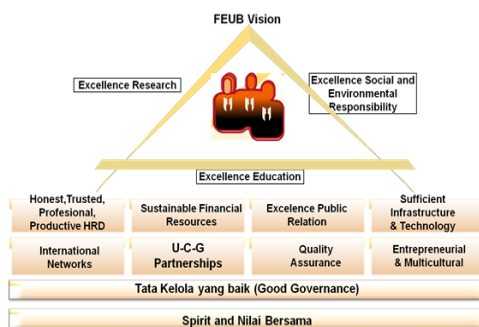 FEUB Vision
Excellence Research
Excellence Social and
Environmental
Responsibility
Excellence Education
Honest,Trusted,
Profesional,
Productive HRD
Sustainable Financial
Resources
Excellence Public
Relation
Sufficient
Infrastructure
& Technology
International
Networks
U-C-G
Partnerships
Quality
Assurance
Entrepreneurial
& Multicultural
Tata Kelola yang baik (Good Governance)
Spirit and Nilai Bersama